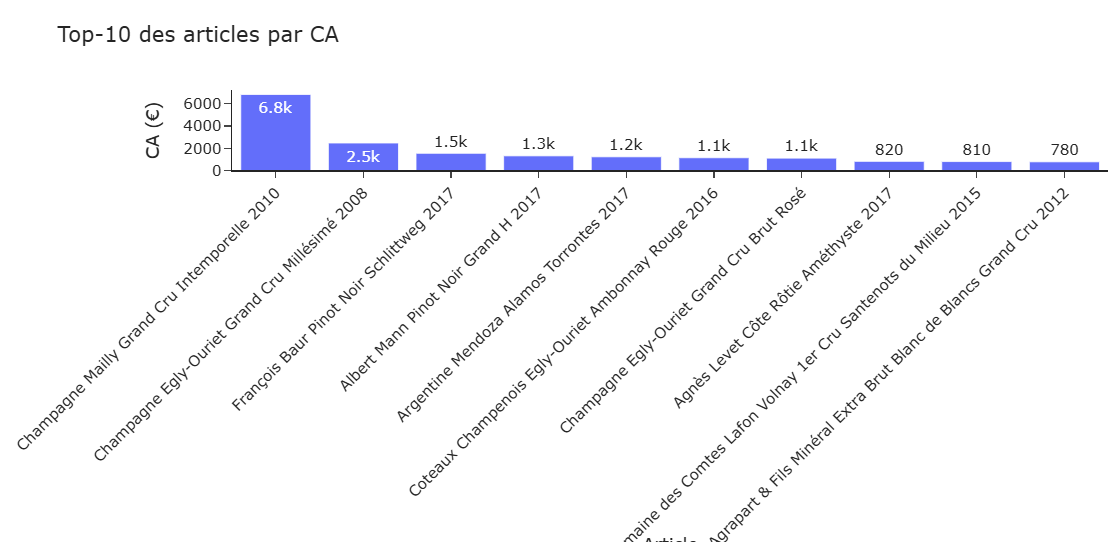 Top-10 des articles par CA
CA (€)
6000
4000
2000
0
6.8k
2.5k
1.5k
1.3k
1.2k
1.1k
1.1k
820
810
780
Champagne Mailly Grand Cru Intemporelle 2010
Champagne Egly-Ouriet Grand Cru Millésimé 2008
François Baur Pinot Noir Schlittweg 2017
Albert Mann Pinot Noir Grand H 2017
Argentine Mendoza Alamos Torrontes 2017
Coteaux Champenois Egly-Ouriet Ambonnay Rouge 2016
Champagne Egly-Ouriet Grand Cru Brut Rosé
Agnès Levet Côte Rôtie Améthyste 2017
maine des Comtes Lafon Volnay 1er Cru Santenots du Milieu 2015
Agrapart & Fils Minéral Extra Brut Blanc de Blancs Grand Cru 2012
Article